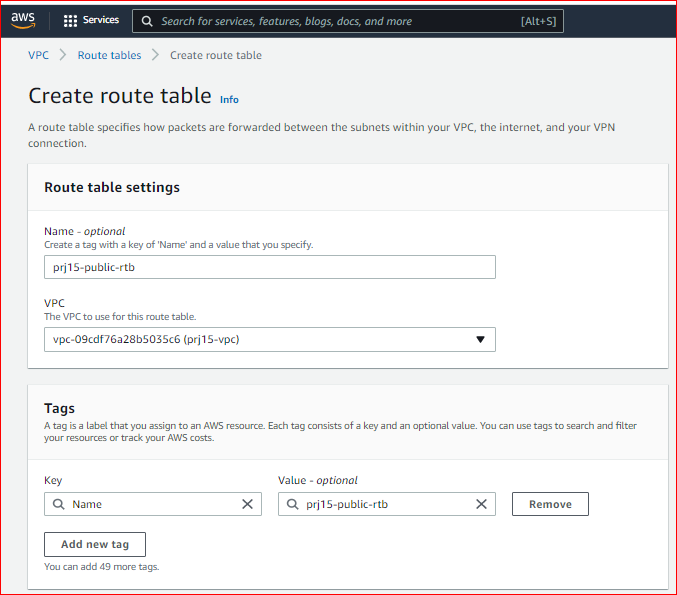 aws
Services
Search for services, features, blogs, docs, and more
[Alt+S]
VPC > Route tables > Create route table
Create route table Info
A route table specifies how packets are forwarded between the subnets within your VPC, the internet, and your VPN
connection.
Route table settings
Name - optional
Create a tag with a key of 'Name' and a value that you specify.
prj15-public-rtb
VPC
The VPC to use for this route table.
vpc-09cdf76a28b5035c6 (prj15-vpc)
Tags
A tag is a label that you assign to an AWS resource. Each tag consists of a key and an optional value. You can use tags to search and filter
your resources or track your AWS costs.
Key
Value - optional
Name
prj15-public-rtb
Remove
Add new tag
You can add 49 more tags.